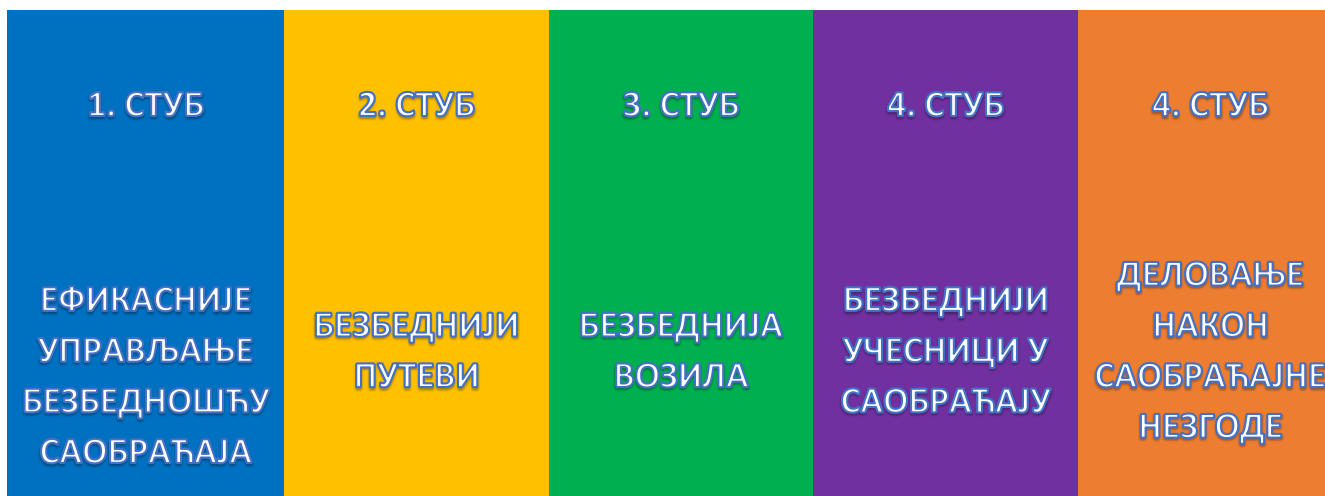 1. СТУБ
ЕФИКАСНИЈЕ
УПРАВЉАЊЕ
БЕЗБЕДНОШЋУ
САОБРАЋАЈА
2. СТУБ
БЕЗБЕДНИЈИ
ПУТЕВИ
3. СТУБ
БЕЗБЕДНИЈА
ВОЗИЛА
4. СТУБ
БЕЗБЕДНИЈИ
УЧЕСНИЦИ У
САОБРАЋАЈУ
4. СТУБ
ДЕЛОВАЊЕ
НАКОН
САОБРАЋАЈНЕ
НЕЗГОДЕ